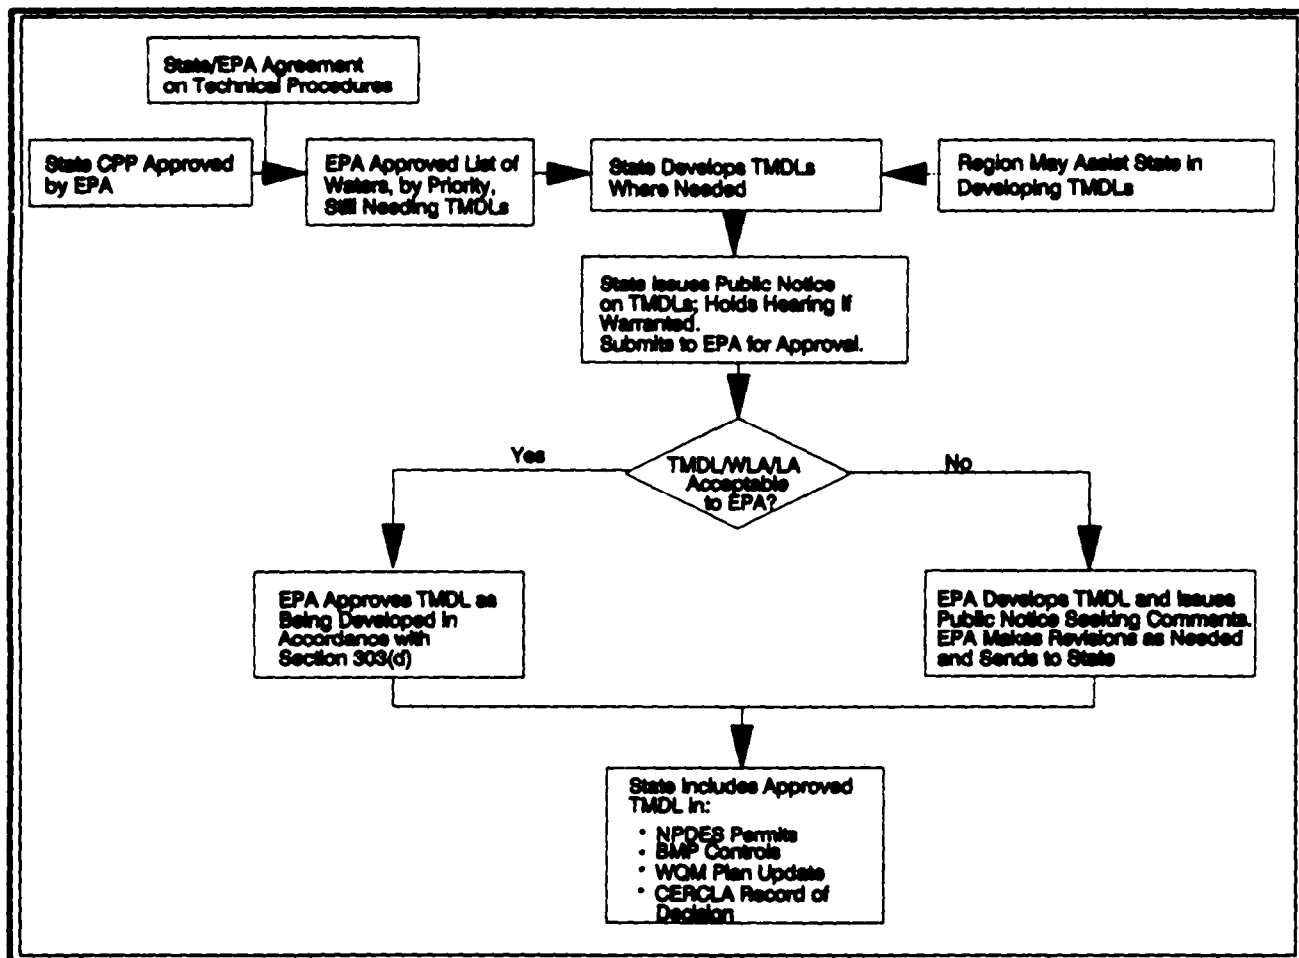 State/EPA Agreement
on Technical Procedures
State CPP Approved
by EPA
EPA Approved List of
Waters, by Priority,
Still Needing TMDLs
State Develops TMDLs
Where Needed
Region May Assist State in
Developing TMDLs
State Issues Public Notice
on TMDLs; Holds Hearing If
Warranted.
Submits to EPA for Approval.
TMDL/WLA/LA
Acceptable
to EPA?
Yes
No
EPA Approves TMDL as
Being Developed In
Accordance with
Section 303(d)
EPA Develops TMDL and Issues
Public Notice Seeking Comments.
EPA Makes Revisions as Needed
and Sends to State
State Includes Approved
TMDL in:
• NPDES Permits
• BMP Controls
• WQM Plan Update
• CERCLA Record of
Decision